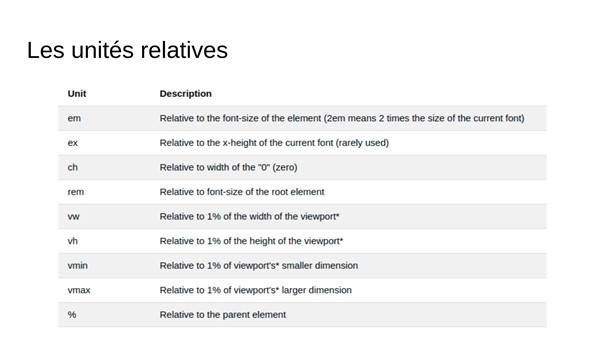 Les unités relatives
Unit Description
em Relative to the font-size of the element (2em means 2 times the size of the current font)
ex Relative to the x-height of the current font (rarely used)
ch Relative to width of the "0" (zero)
rem Relative to font-size of the root element
vw Relative to 1% of the width of the viewport*
vh Relative to 1% of the height of the viewport*
vmin Relative to 1% of viewport's* smaller dimension
vmax Relative to 1% of viewport's* larger dimension
% Relative to the parent element